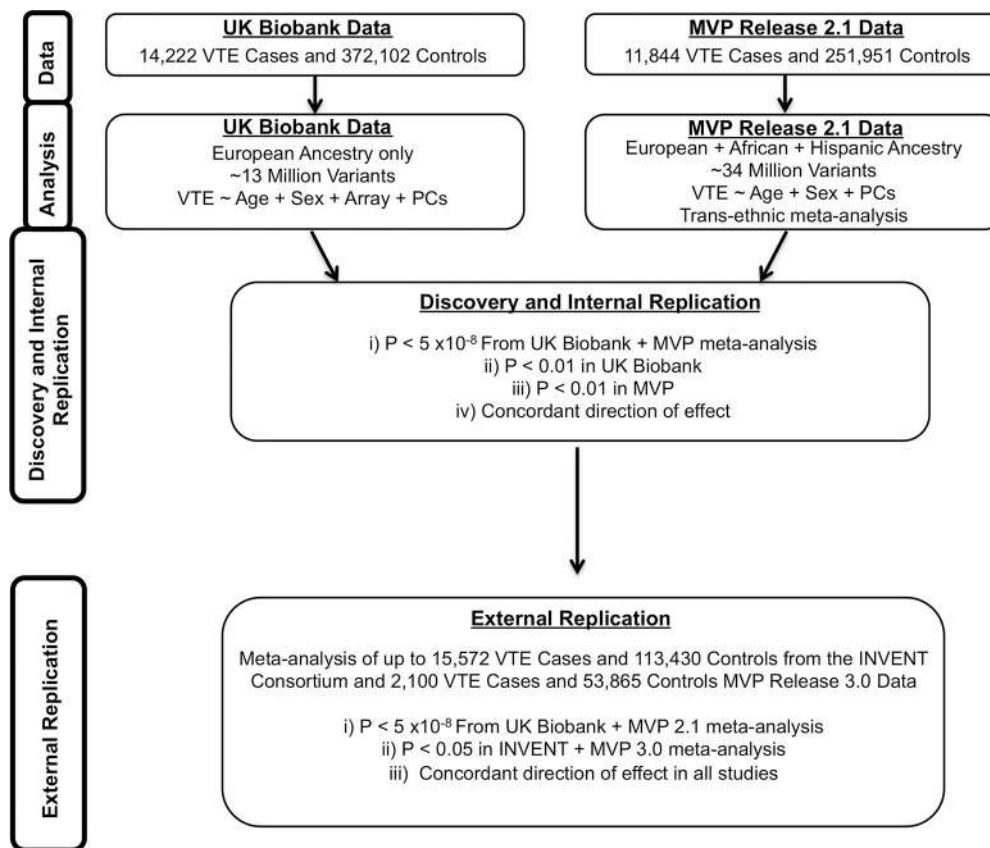 Data
UK Biobank Data
14,222 VTE Cases and 372,102 Controls
MVP Release 2.1 Data
11,844 VTE Cases and 251,951 Controls
Analysis
UK Biobank Data
European Ancestry only
~13 Million Variants
VTE ~ Age + Sex + Array + PCs
MVP Release 2.1 Data
European + African + Hispanic Ancestry
~34 Million Variants
VTE ~ Age + Sex + PCs
Trans-ethnic meta-analysis
Discovery and Internal
Replication
Discovery and Internal Replication
i) P < 5 x10⁻⁸ From UK Biobank + MVP meta-analysis
ii) P < 0.01 in UK Biobank
iii) P < 0.01 in MVP
iv) Concordant direction of effect
External Replication
External Replication
Meta-analysis of up to 15,572 VTE Cases and 113,430 Controls from the INVENT
Consortium and 2,100 VTE Cases and 53,865 Controls MVP Release 3.0 Data
i) P < 5 x10⁻⁸ From UK Biobank + MVP 2.1 meta-analysis
ii) P < 0.05 in INVENT + MVP 3.0 meta-analysis
iii) Concordant direction of effect in all studies